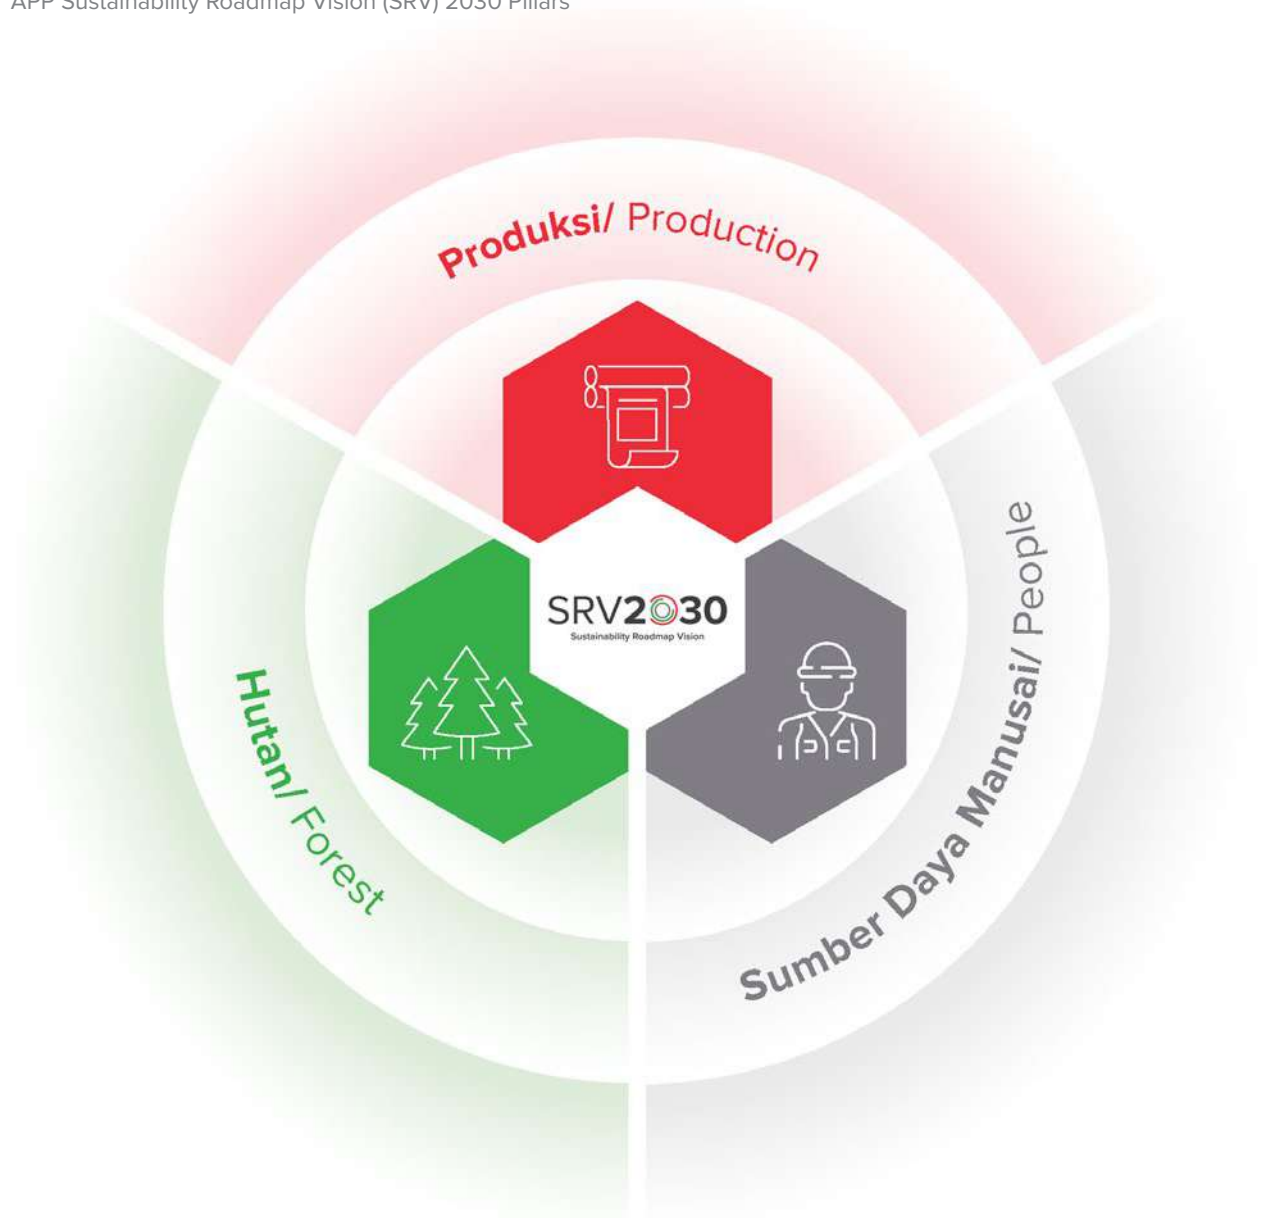 APP Sustainability Roadmap Vision (SRV) 2030 Pillars
Produksi/ Production
SRV2030
Sustainability Roadmap Vision
Hutan/ Forest
Sumber Daya Manusai/ People